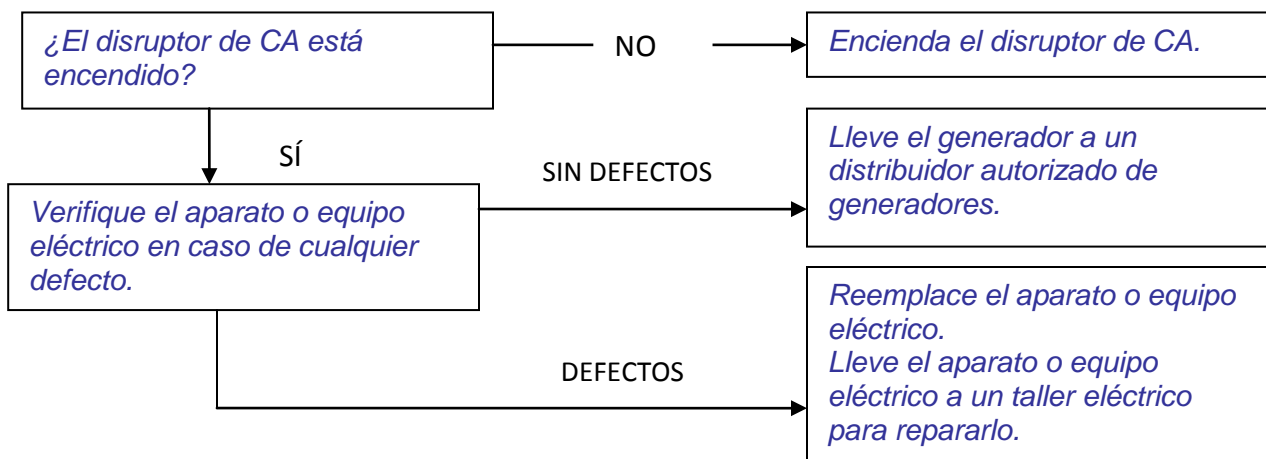 ¿El disruptor de CA está
encendido?
NO
Encienda el disruptor de CA.
SÍ
Verifique el aparato o equipo
eléctrico en caso de cualquier
defecto.
SIN DEFECTOS
Lleve el generador a un
distribuidor autorizado de
generadores.
DEFECTOS
Reemplace el aparato o equipo
eléctrico.
Lleve el aparato o equipo
eléctrico a un taller eléctrico
para repararlo.